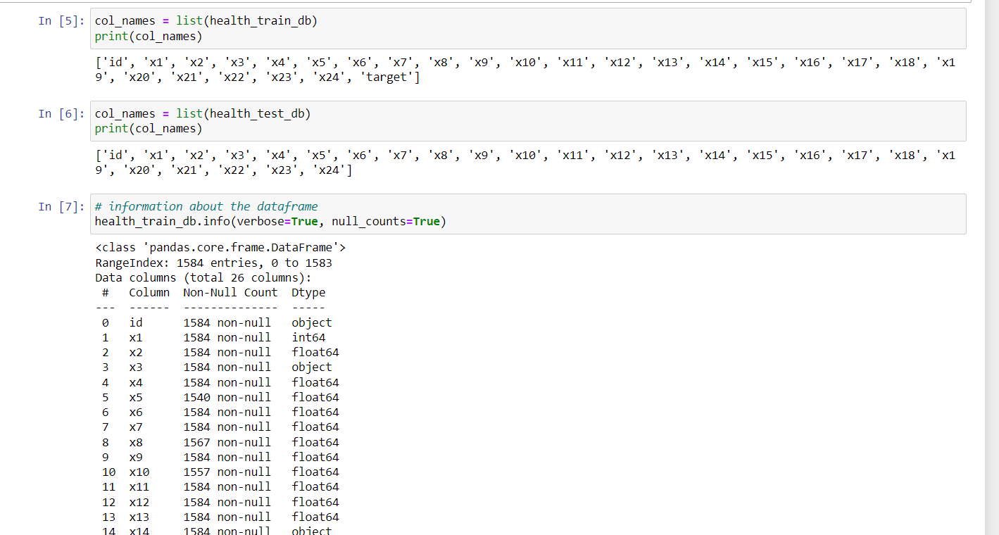 In [5]: col_names = list(health_train_db)
print(col_names)
['id', 'x1', 'x2', 'x3', 'x4', 'x5', 'x6', 'x7', 'x8', 'x9', 'x10', 'x11', 'x12', 'x13', 'x14', 'x15', 'x16', 'x17', 'x18', 'x1
9', 'x20', 'x21', 'x22', 'x23', 'x24', 'target']
In [6]: col_names = list(health_test_db)
print(col_names)
['id', 'x1', 'x2', 'x3', 'x4', 'x5', 'x6', 'x7', 'x8', 'x9', 'x10', 'x11', 'x12', 'x13', 'x14', 'x15', 'x16', 'x17', 'x18', 'x1
9', 'x20', 'x21', 'x22', 'x23', 'x24']
In [7]: # information about the dataframe
health_train_db.info(verbose=True, null_counts=True)
<class 'pandas.core.frame.DataFrame'>
RangeIndex: 1584 entries, 0 to 1583
Data columns (total 26 columns):
#   Column  Non-Null Count  Dtype
---  ------  --------------  -----
0   id      1584 non-null   object
1   x1      1584 non-null   int64
2   x2      1584 non-null   float64
3   x3      1584 non-null   object
4   x4      1584 non-null   float64
5   x5      1540 non-null   float64
6   x6      1584 non-null   float64
7   x7      1584 non-null   float64
8   x8      1567 non-null   float64
9   x9      1584 non-null   float64
10  x10     1557 non-null   float64
11  x11     1584 non-null   float64
12  x12     1584 non-null   float64
13  x13     1584 non-null   float64
14  x14     1584 non-null   object